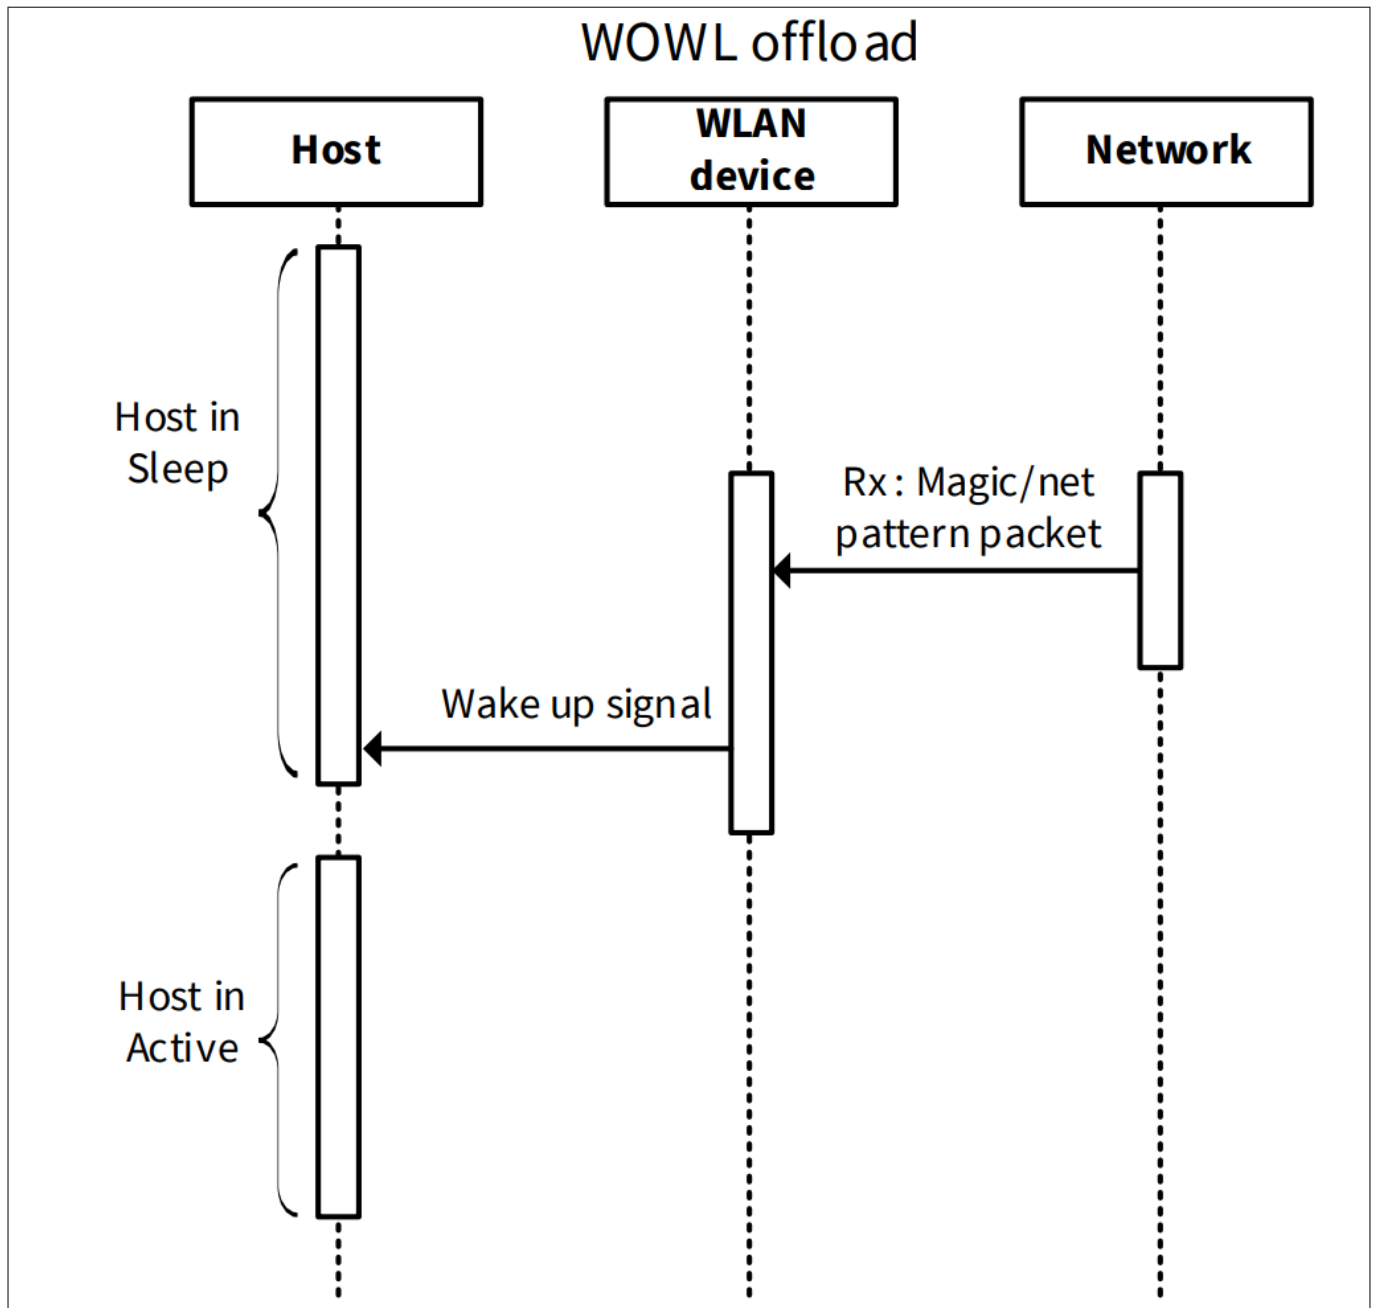 WOWL offload
Host
WLAN
device
Network
Host in
Sleep
Rx : Magic/net
pattern packet
Wake up signal
Host in
Active